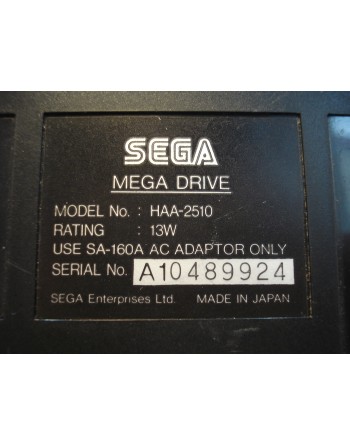 SEGA
MEGA DRIVE
MODEL No. : HAA-2510
RATING : 13W
USE SA-160A AC ADAPTOR ONLY
SERIAL No. A10489924
SEGA Enterprises Ltd. MADE IN JAPAN